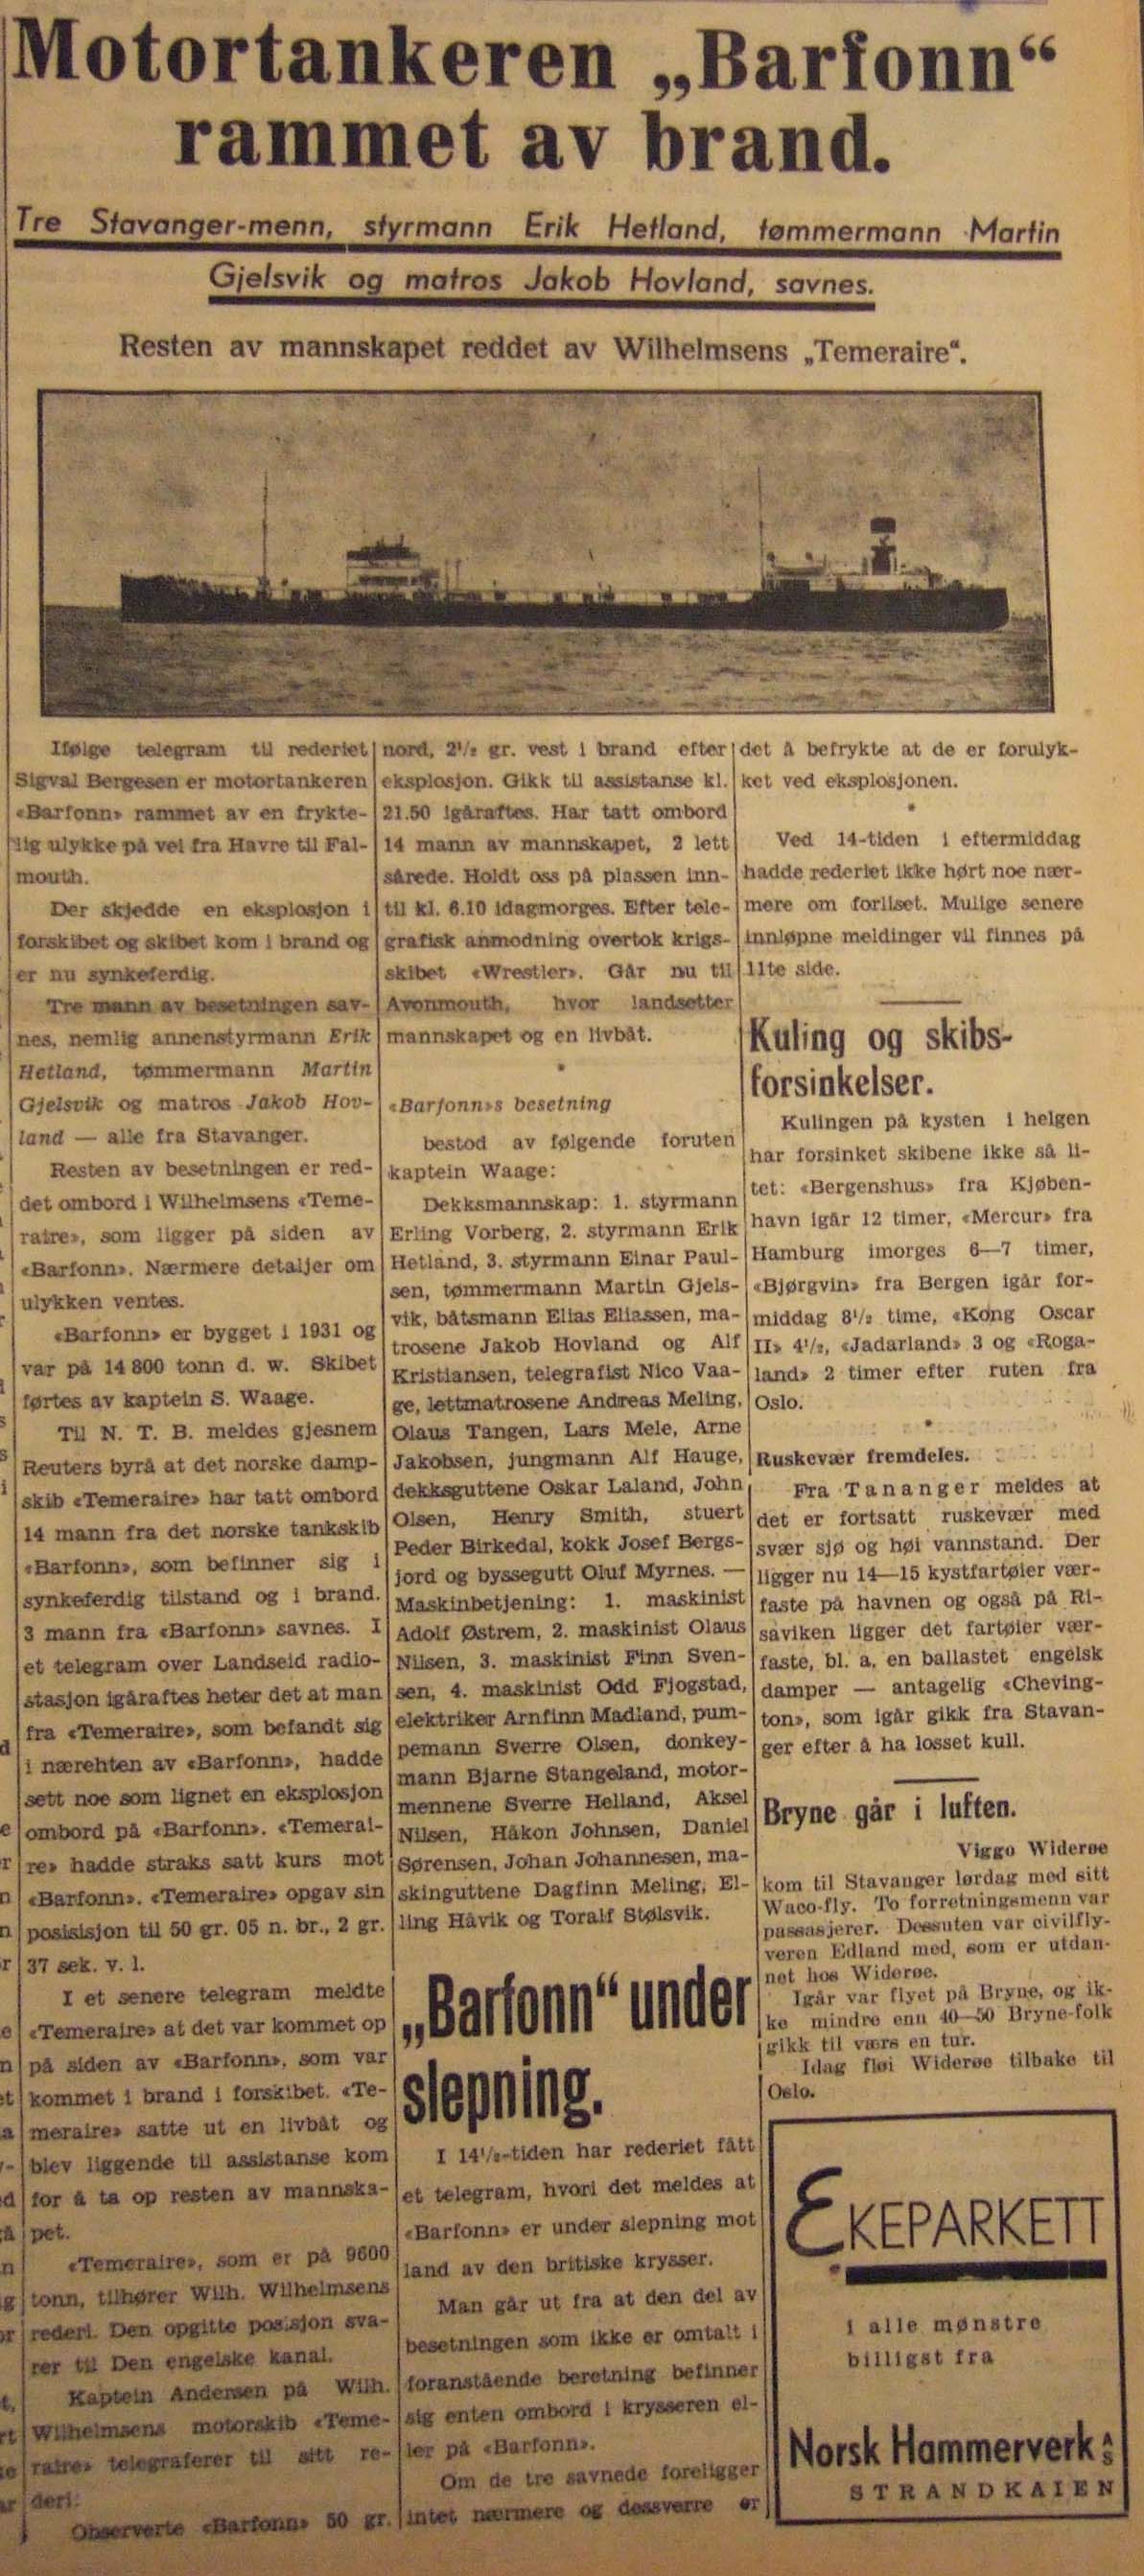 Motortankeren „Barfonn“
rammet av brand.
Tre Stavanger-menn, styrmann Erik Hetland, tømmermann Martin
Gjelsvik og matros Jakob Hovland, savnes.
Resten av mannskapet reddet av Wilhelmsens „Temeraire“.
Ifølge telegram til rederiet
Sigval Bergesen er motortankeren
«Barfonn» rammet av en frykte-
lig ulykke på vei fra Havre til Fal-
mouth.
Der skjedde en eksplosjon i
forskibet og skibet kom i brand og
er nu synkeferdig.
Tre mann av besetningen sav-
nes, nemlig annenstyrmann Erik
Hetland, tømmermann Martin
Gjelsvik og matros Jakob Hov-
land — alle fra Stavanger.
Resten av besetningen er red-
det ombord i Wilhelmsens «Teme-
raire», som ligger på siden av
«Barfonn». Nærmere detaljer om
ulykken ventes.
«Barfonn» er bygget i 1931 og
var på 14 800 tonn d. w. Skibet
førtes av kaptein S. Waage.
Til N. T. B. meldes gjesnem
Reuters byrå at det norske damp-
skib «Temeraire» har tatt ombord
14 mann fra det norske tankskib
«Barfonn», som befinner sig i
synkeferdig tilstand og i brand.
3 mann fra «Barfonn» savnes. I
et telegram over Landseid radio-
stasjon igåraftes heter det at man
fra «Temeraire», som befandt sig
i nærehten av «Barfonn», hadde
sett noe som lignet en eksplosjon
ombord på «Barfonn». «Temerai-
re» hadde straks satt kurs mot
«Barfonn». «Temeraire» opgav sin
posisisjon til 50 gr. 05 n. br., 2 gr.
37 sek. v. l.
I et senere telegram meldte
«Temeraire» at det var kommet op
på siden av «Barfonn», som var
kommet i brand i forskibet. «Te-
meraire» satte ut en livbåt og
blev liggende til assistanse kom
for å ta op resten av mannska-
pet.
«Temeraire», som er på 9600
tonn, tilhører Wilh. Wilhelmsens
rederi. Den opgitte posisjon sva-
rer til Den engelske kanal.
Kaptein Andersen på Wilh.
Wilhelmsens motorskib «Teme-
raire» telegraferer til sitt re-
deri:
Observerte «Barfonn» 50 gr.
nord, 2½ gr. vest i brand efter
eksplosjon. Gikk til assistanse kl.
21.50 igåraftes. Har tatt ombord
14 mann av mannskapet, 2 lett
sårede. Holdt oss på plassen inn-
til kl. 6.10 idagmorges. Efter tele-
grafisk anmodning overtok krigs-
skibet «Wrestler». Går nu til
Avonmouth, hvor landsetter
mannskapet og en livbåt.
*
«Barfonn»s besetning
bestod av følgende foruten
kaptein Waage:
Dekksmannskap: 1. styrmann
Erling Vorberg, 2. styrmann Erik
Hetland, 3. styrmann Einar Paul-
sen, tømmermann Martin Gjels-
vik, båtsmann Elias Eliassen, ma-
trosene Jakob Hovland og Alf
Kristiansen, telegrafist Nico Vaa-
ge, lettmatrosene Andreas Meling,
Olaus Tangen, Lars Mele, Arne
Jakobsen, jungmann Alf Hauge,
dekksguttene Oskar Laland, John
Olsen, Henry Smith, stuert
Peder Birkedal, kokk Josef Bergs-
jord og byssegutt Oluf Myrnes. —
Maskinbetjening: 1. maskinist
Adolf Østrem, 2. maskinist Olaus
Nilsen, 3. maskinist Finn Sven-
sen, 4. maskinist Odd Fjogstad,
elektriker Arnfinn Madland, pum-
pemann Sverre Olsen, donkey-
mann Bjarne Stangeland, motor-
mennene Sverre Helland, Aksel
Nilsen, Håkon Johnsen, Daniel
Sørensen, Johan Johannesen, ma-
skinguttene Dagfinn Meling, El-
ling Håvik og Toralf Stølsvik.
„Barfonn“ under
slepning.
I 14½-tiden har rederiet fått
et telegram, hvori det meldes at
«Barfonn» er under slepning mot
land av den britiske krysser.
Man går ut fra at den del av
besetningen som ikke er omtalt i
foranstående beretning befinner
sig enten ombord i krysseren el-
ler på «Barfonn».
Om de tre savnede foreligger
intet nærmere og dessverre er
det å befrykte at de er forulyk-
ket ved eksplosjonen.
*
Ved 14-tiden i eftermiddag
hadde rederiet ikke hørt noe nær-
mere om forliset. Mulige senere
innløpne meldinger vil finnes på
11te side.
Kuling og skibs-
forsinkelser.
Kulingen på kysten i helgen
har forsinket skibene ikke så li-
tet: «Bergenshus» fra Kjøben-
havn igår 12 timer, «Mercur» fra
Hamburg imorges 6—7 timer,
«Bjørgvin» fra Bergen igår for-
middag 8½ time, «Kong Oscar
II» 4½, «Jadarland» 3 og «Roga-
land» 2 timer efter ruten fra
Oslo.
*
Ruskevær fremdeles.
Fra Tananger meldes at
det er fortsatt ruskevær med
svær sjø og høi vannstand. Der
ligger nu 14—15 kystfartøier vær-
faste på havnen og også på Ri-
saviken ligger det fartøier vær-
faste, bl. a. en ballastet engelsk
damper — antagelig «Cheving-
ton», som igår gikk fra Stavan-
ger efter å ha losset kull.
Bryne går i luften.
Viggo Widerøe
kom til Stavanger lørdag med sitt
Waco-fly. To forretningsmenn var
passasjerer. Dessuten var civilfly-
veren Edland med, som er utdan-
net hos Widerøe.
Igår var flyet på Bryne, og ik-
ke mindre enn 40—50 Bryne-folk
gikk til værs en tur.
Idag fløi Widerøe tilbake til
Oslo.
EKEPARKETT
i alle mønstre
billigst fra
Norsk Hammerverk A/S
STRANDKAIEN